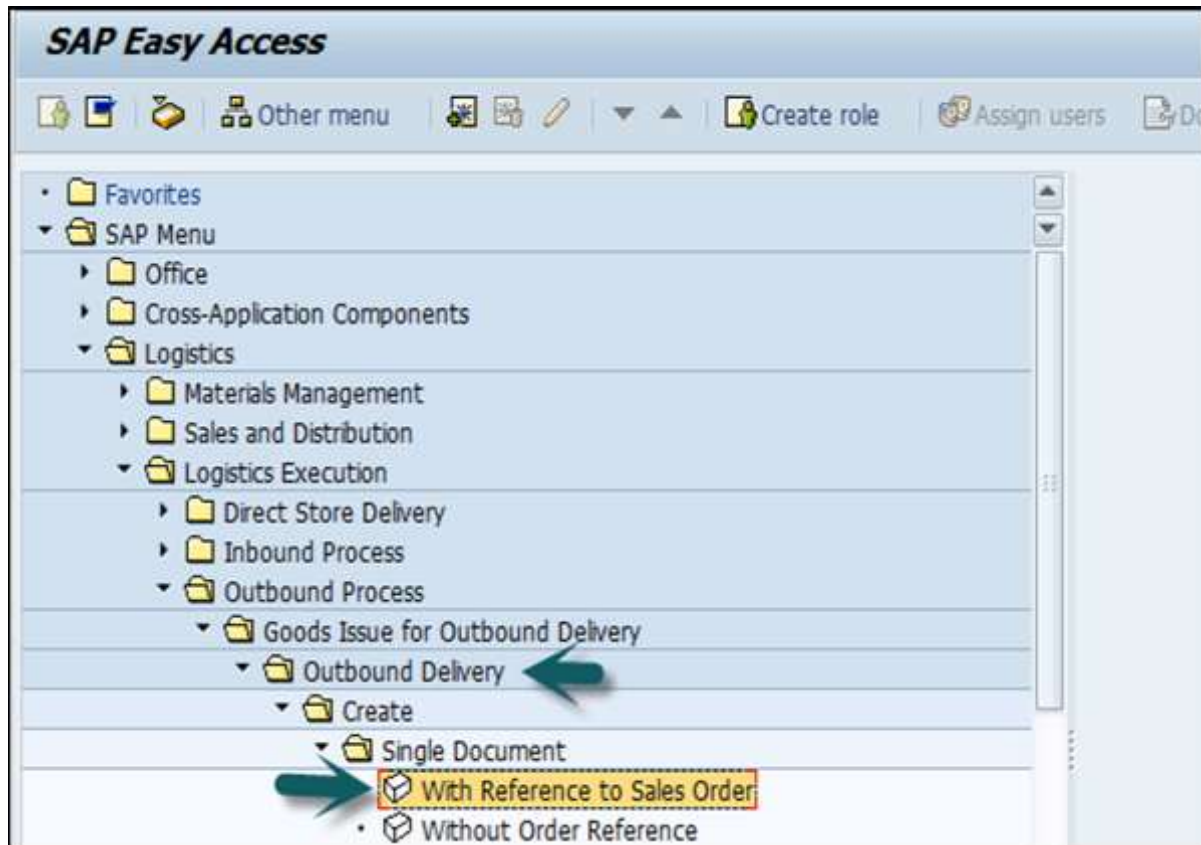 SAP Easy Access
Other menu Create role Assign users Do
Favorites
SAP Menu
Office
Cross-Application Components
Logistics
Materials Management
Sales and Distribution
Logistics Execution
Direct Store Delivery
Inbound Process
Outbound Process
Goods Issue for Outbound Delivery
Outbound Delivery
Create
Single Document
With Reference to Sales Order
Without Order Reference